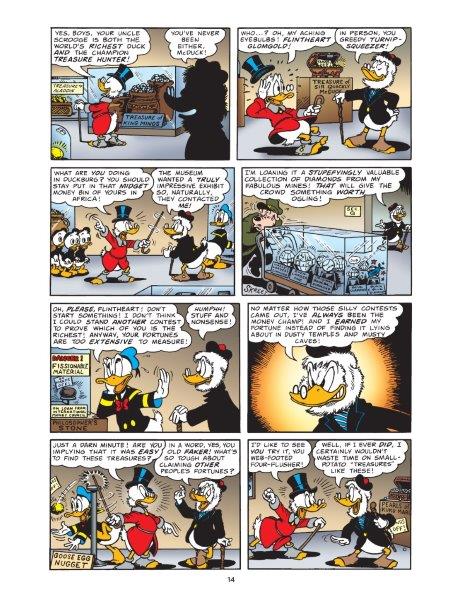 YES, BOYS, YOUR UNCLE
SCROOGE IS BOTH THE
WORLD'S RICHEST DUCK
AND THE CHAMPION
TREASURE HUNTER!
YOU'VE NEVER
BEEN
EITHER,
McDUCK!
TREASURE OF
ALADDIN
TREASURE OF
KING MINOS
WHO...? OH, MY ACHING
EYEBULBS! FLINTHEART
GLOMGOLD!
IN PERSON, YOU
GREEDY TURNIP-
SQUEEZER!
TREASURE OF
SIR QUACKLY
McDUCK
WHAT ARE YOU DOING
IN DUCKBURG? YOU SHOULD
STAY PUT IN THAT MIDGET
MONEY BIN OF YOURS IN
AFRICA!
THE MUSEUM
WANTED A TRULY
IMPRESSIVE EXHIBIT
SO, NATURALLY,
THEY CONTACTED
ME!
I'M LOANING IT A STUPEFYINGLY VALUABLE
COLLECTION OF DIAMONDS FROM MY
FABULOUS MINES! THAT WILL GIVE THE
CROWD SOMETHING WORTH
OGLING!
OH, PLEASE, FLINTHEART! DON'T
START SOMETHING! I DON'T THINK
I COULD STAND ANOTHER CONTEST
TO PROVE WHICH OF YOU IS THE
RICHEST! ANYWAY, YOUR FORTUNES
ARE TOO EXTENSIVE TO MEASURE!
HUMPHH!
STUFF AND
NONSENSE!
DANGER!
FISSIONABLE
MATERIAL
ON LOAN FROM
INTERNATIONAL
MONEY COUNCIL
PHILOSOPHER'S
STONE
NO MATTER HOW THOSE SILLY CONTESTS
CAME OUT, I'VE ALWAYS BEEN THE
MONEY CHAMP! AND I EARNED MY
FORTUNE INSTEAD OF FINDING IT LYING
ABOUT IN DUSTY TEMPLES AND MUSTY
CAVES!
JUST A DARN MINUTE! ARE YOU
IMPLYING THAT IT WAS EASY
TO FIND THESE TREASURES?
IN A WORD, YES, YOU
OLD FAKER! WHAT'S
SO TOUGH ABOUT
CLAIMING OTHER
PEOPLE'S FORTUNES?
GOOSE EGG
NUGGET
I'D LIKE TO SEE
YOU TRY IT, YOU
WEB-FOOTED
FOUR-FLUSHER!
WELL, IF I EVER DID, I
CERTAINLY WOULDN'T
WASTE TIME ON SMALL-
POTATO "TREASURES"
LIKE THESE!
14